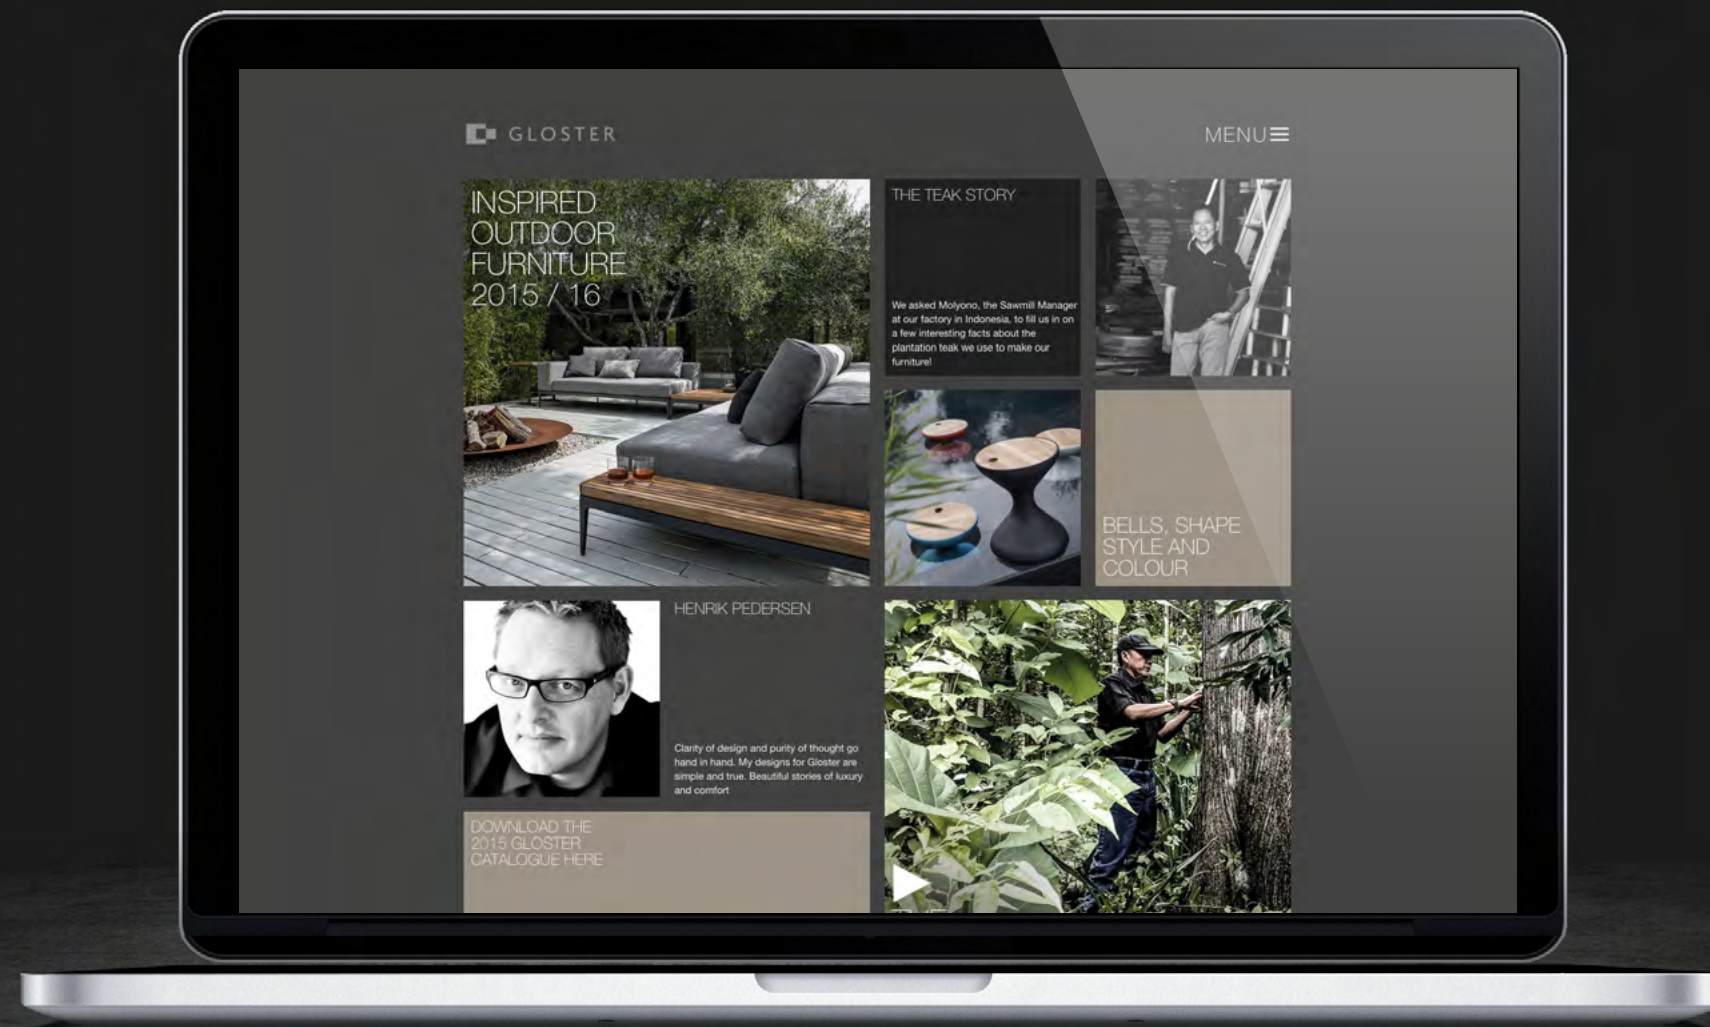 GLOSTER
MENU
INSPIRED
OUTDOOR
FURNITURE
2015 / 16
THE TEAK STORY
We asked Molyono, the Sawmill Manager
at our factory in Indonesia, to fill us in on
a few interesting facts about the
plantation teak we use to make our
furniture!
BELLS, SHAPE
STYLE AND
COLOUR
HENRIK PEDERSEN
Clarity of design and purity of thought go
hand in hand. My designs for Gloster are
simple and true. Beautiful stories of luxury
and comfort
DOWNLOAD THE
2015 GLOSTER
CATALOGUE HERE